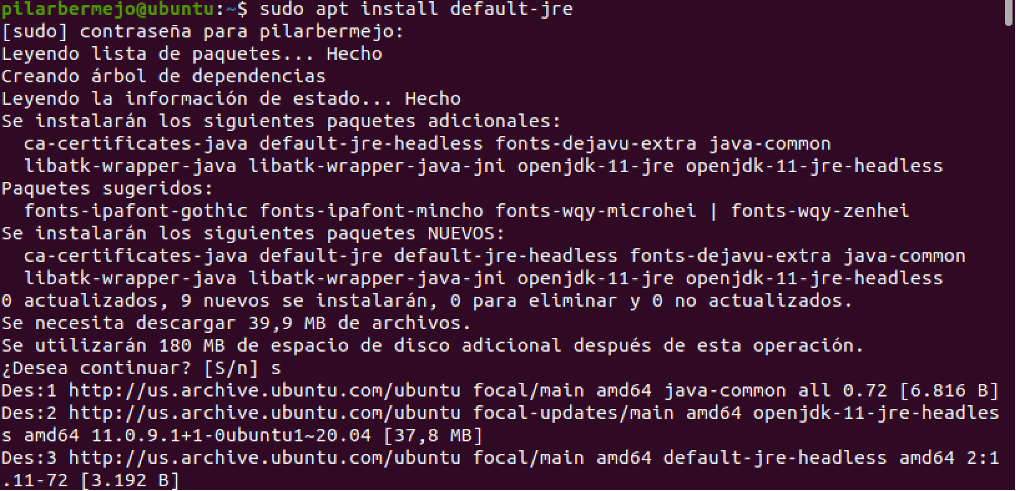 pilarbermejo@ubuntu:~$ sudo apt install default-jre
[sudo] contraseña para pilarbermejo:
Leyendo lista de paquetes... Hecho
Creando árbol de dependencias
Leyendo la información de estado... Hecho
Se instalarán los siguientes paquetes adicionales:
  ca-certificates-java default-jre-headless fonts-dejavu-extra java-common
  libatk-wrapper-java libatk-wrapper-java-jni openjdk-11-jre openjdk-11-jre-headless
Paquetes sugeridos:
  fonts-ipafont-gothic fonts-ipafont-mincho fonts-wqy-microhei | fonts-wqy-zenhei
Se instalarán los siguientes paquetes NUEVOS:
  ca-certificates-java default-jre default-jre-headless fonts-dejavu-extra java-common
  libatk-wrapper-java libatk-wrapper-java-jni openjdk-11-jre openjdk-11-jre-headless
0 actualizados, 9 nuevos se instalarán, 0 para eliminar y 0 no actualizados.
Se necesita descargar 39,9 MB de archivos.
Se utilizarán 180 MB de espacio de disco adicional después de esta operación.
¿Desea continuar? [S/n] s
Des:1 http://us.archive.ubuntu.com/ubuntu focal/main amd64 java-common all 0.72 [6.816 B]
Des:2 http://us.archive.ubuntu.com/ubuntu focal-updates/main amd64 openjdk-11-jre-headles
s amd64 11.0.9.1+1-0ubuntu1~20.04 [37,8 MB]
Des:3 http://us.archive.ubuntu.com/ubuntu focal/main amd64 default-jre-headless amd64 2:1
.11-72 [3.192 B]